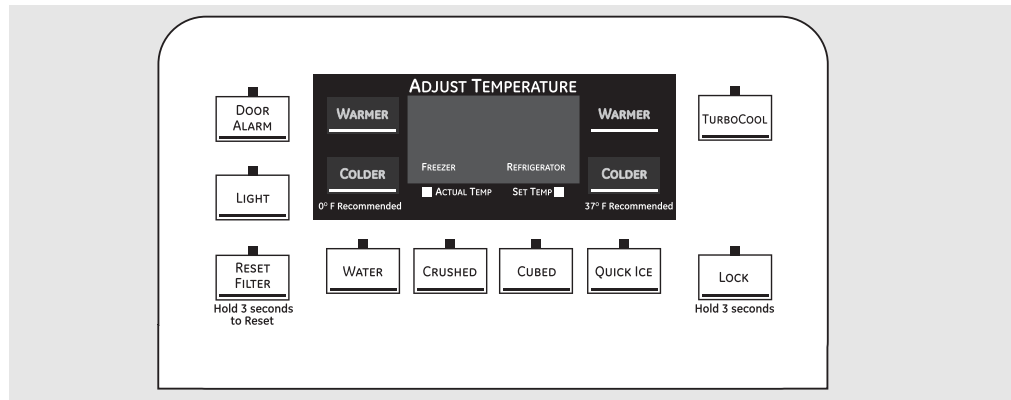 ADJUST TEMPERATURE
DOOR
ALARM
WARMER
WARMER
TURBOCOOL
FREEZER
REFRIGERATOR
COLDER
COLDER
ACTUAL TEMP
SET TEMP
LIGHT
0° F Recommended
37° F Recommended
RESET
FILTER
WATER
CRUSHED
CUBED
QUICK ICE
LOCK
Hold 3 seconds
to Reset
Hold 3 seconds